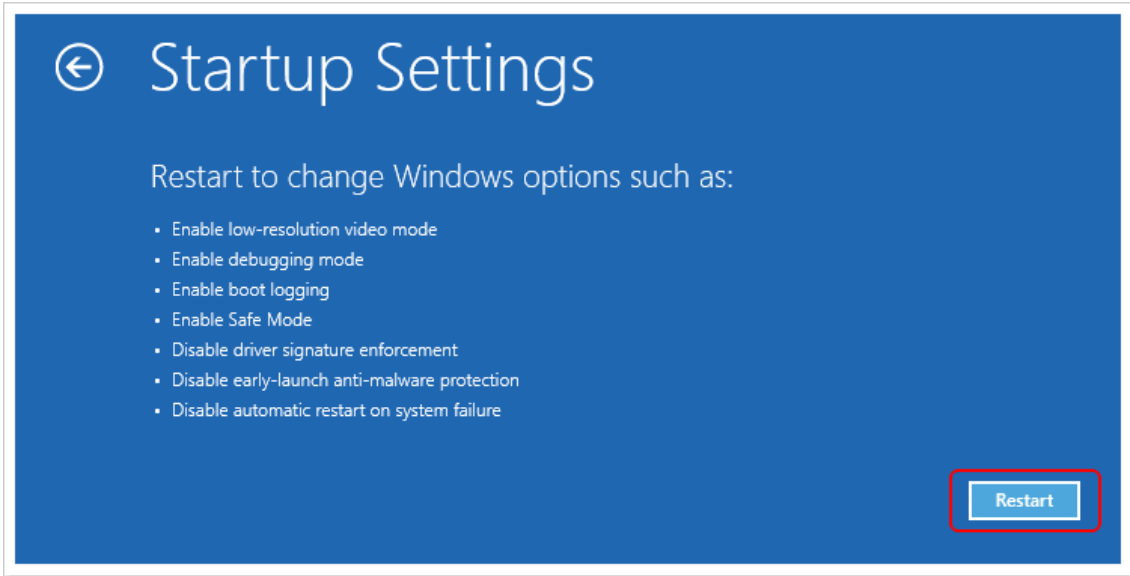 Startup Settings
Restart to change Windows options such as:
▪ Enable low-resolution video mode
▪ Enable debugging mode
▪ Enable boot logging
▪ Enable Safe Mode
▪ Disable driver signature enforcement
▪ Disable early-launch anti-malware protection
▪ Disable automatic restart on system failure
Restart